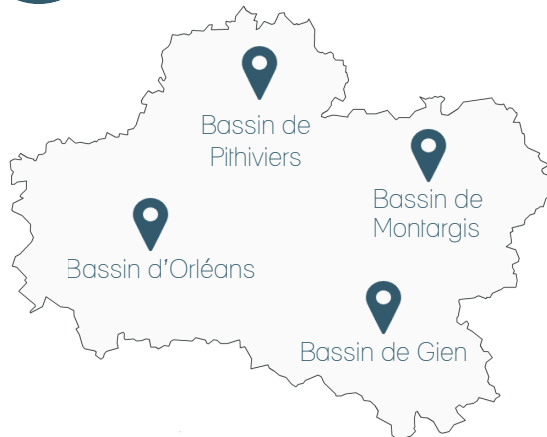 Bassin de
Pithiviers
Bassin de
Montargis
Bassin d'Orléans
Bassin de Gien